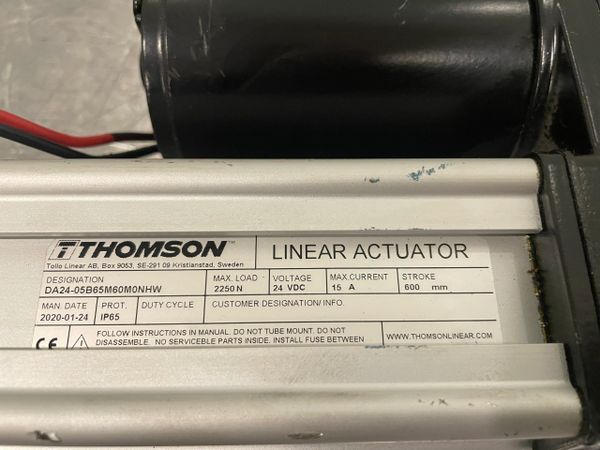 THOMSON™
Tollo Linear AB, Box 9053, SE-291 09 Kristianstad, Sweden
LINEAR ACTUATOR
DESIGNATION
DA24-05B65M60M0NHW
MAX. LOAD
2250 N
VOLTAGE
24 VDC
MAX.CURRENT
15 A
STROKE
600 mm
MAN. DATE
2020-01-24
PROT.
IP65
DUTY CYCLE
CUSTOMER DESIGNATION/INFO.
CE
FOLLOW INSTRUCTIONS IN MANUAL. DO NOT TUBE MOUNT. DO NOT
DISASSEMBLE. NO SERVICEBLE PARTS INSIDE. INSTALL FUSE BETWEEN
WWW.THOMSONLINEAR.COM